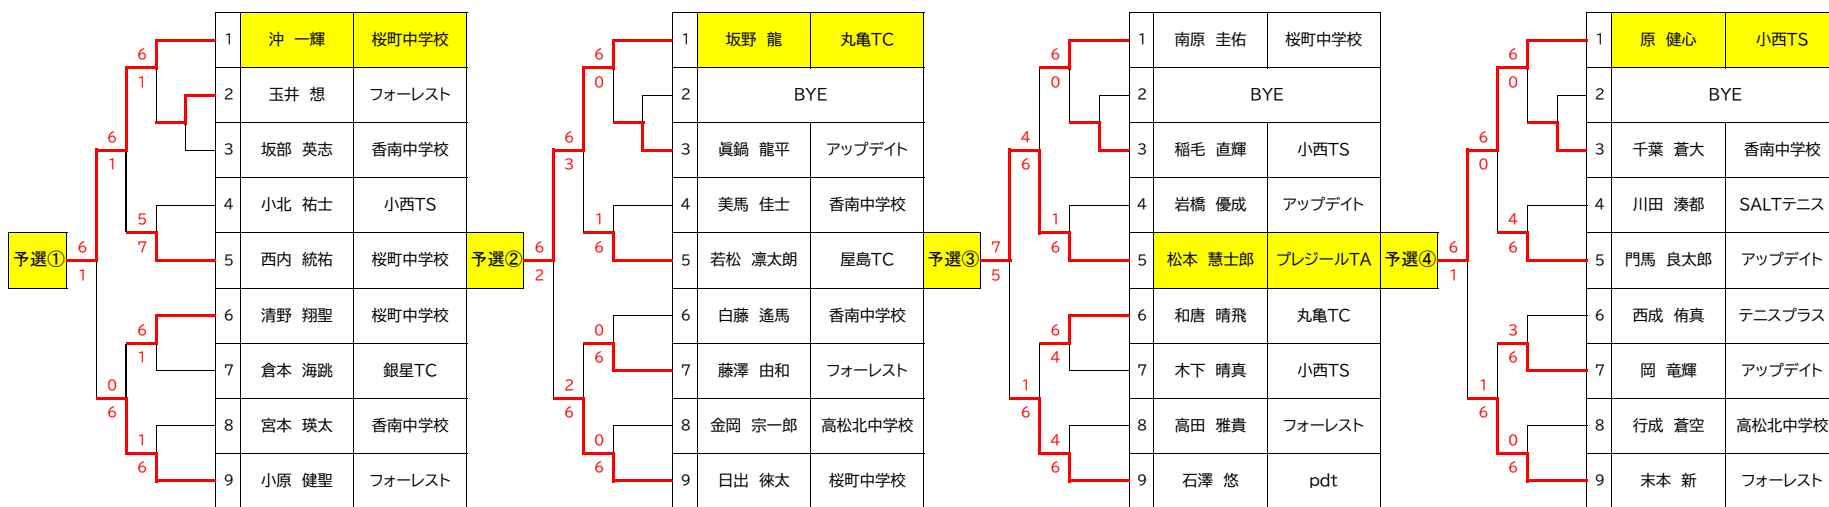 予選①
6
1
6
1
6
1
5
7
0
6
6
1
1
6
1 沖 一輝 桜町中学校
2 玉井 想 フォーレスト
3 坂部 英志 香南中学校
4 小北 祐士 小西TS
5 西内 統祐 桜町中学校
6 清野 翔聖 桜町中学校
7 倉本 海跳 銀星TC
8 宮本 瑛太 香南中学校
9 小原 健聖 フォーレスト
予選②
6
2
6
3
6
0
1
6
2
6
0
6
0
6
1 坂野 龍 丸亀TC
2 BYE
3 眞鍋 龍平 アップデイト
4 美馬 佳士 香南中学校
5 若松 凛太朗 屋島TC
6 白藤 遙馬 香南中学校
7 藤澤 由和 フォーレスト
8 金岡 宗一郎 高松北中学校
9 日出 徠太 桜町中学校
予選③
7
5
4
6
6
0
1
6
1
6
6
4
4
6
1 南原 圭佑 桜町中学校
2 BYE
3 稲毛 直輝 小西TS
4 岩橋 優成 アップデイト
5 松本 慧士郎 プレジールTA
6 和唐 晴飛 丸亀TC
7 木下 晴真 小西TS
8 高田 雅貴 フォーレスト
9 石澤 悠 pdt
予選④
6
1
6
0
6
0
4
6
1
6
3
6
0
6
1 原 健心 小西TS
2 BYE
3 千葉 蒼大 香南中学校
4 川田 湊都 SALTテニス
5 門馬 良太郎 アップデイト
6 西成 侑真 テニスプラス
7 岡 竜輝 アップデイト
8 行成 蒼空 高松北中学校
9 末本 新 フォーレスト